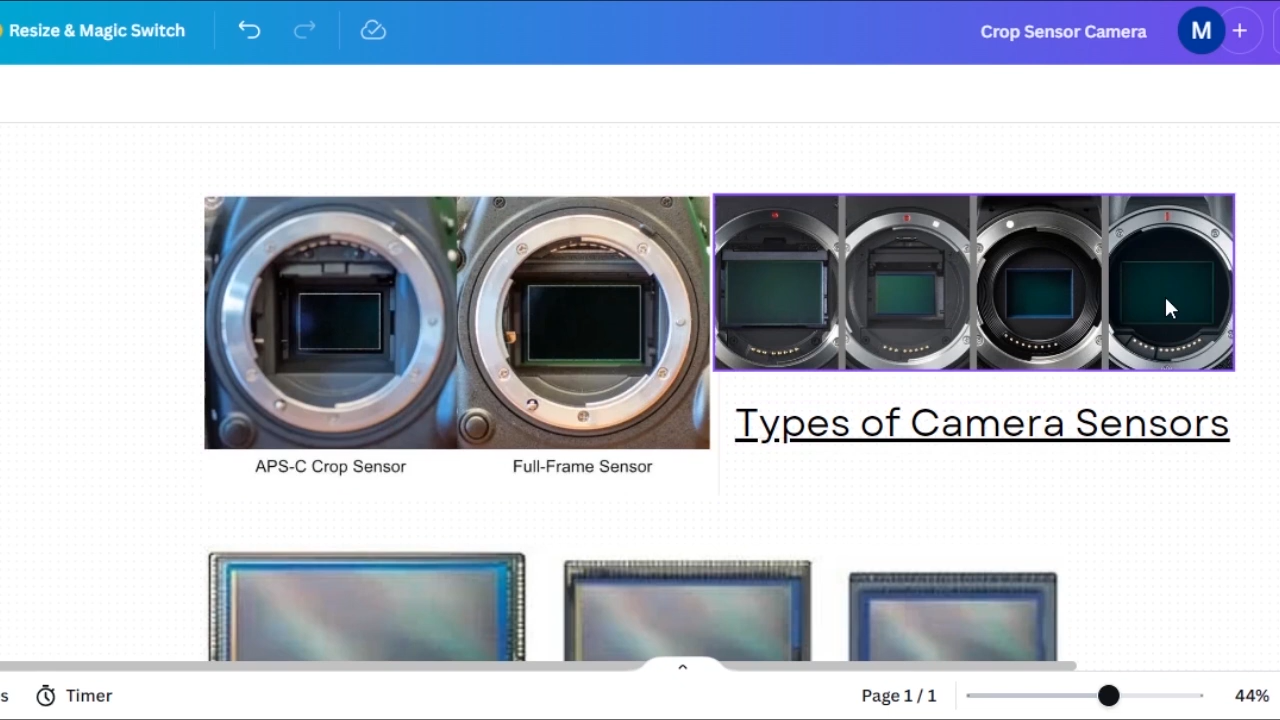 Resize & Magic Switch
Crop Sensor Camera
M
Types of Camera Sensors
APS-C Crop Sensor
Full-Frame Sensor
s
Timer
Page 1 / 1
44%